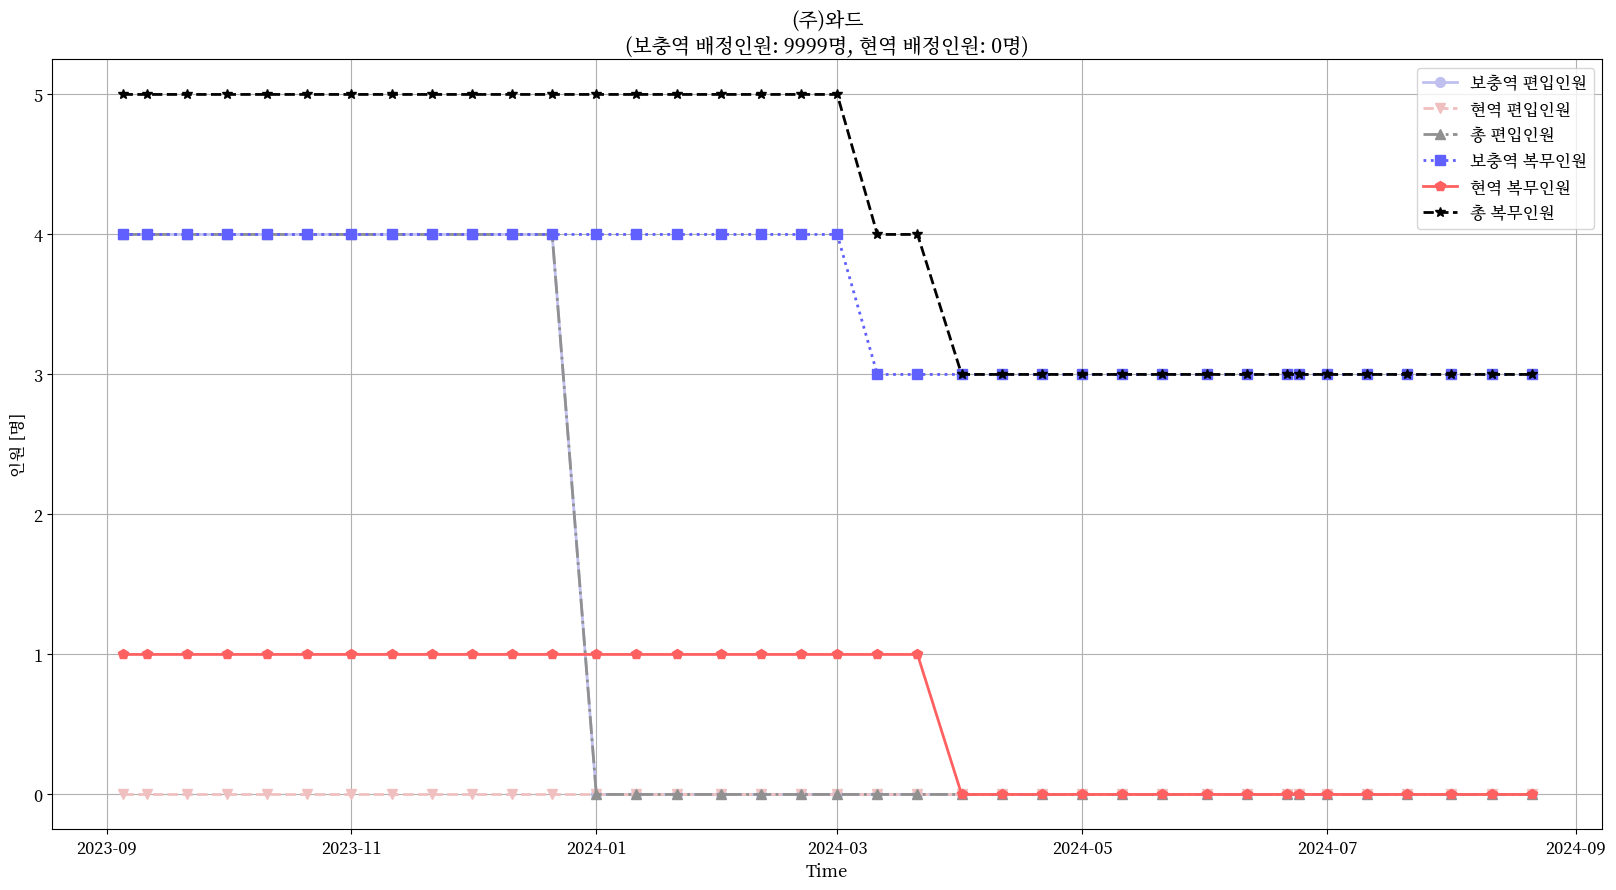 (주)와드
(보충역 배정인원: 9999명, 현역 배정인원: 0명)
보충역 편입인원
현역 편입인원
총 편입인원
보충역 복무인원
현역 복무인원
총 복무인원
인원 [명]
5
4
3
2
1
0
2023-09
2023-11
2024-01
2024-03
2024-05
2024-07
2024-09
Time